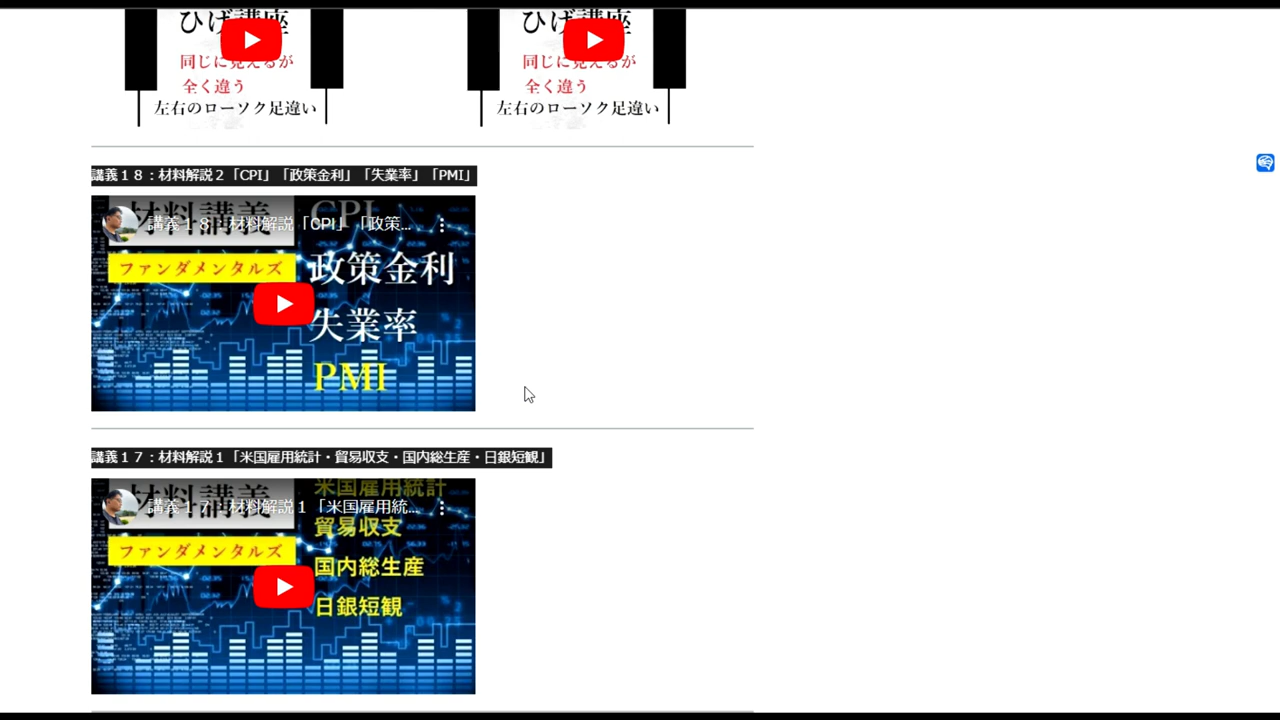 ひげ講座
同じに見えるが
全く違う
左右のローソク足違い
ひげ講座
同じに見えるが
全く違う
左右のローソク足違い
講義18：材料解説2「CPI」「政策金利」「失業率」「PMI」
材料講義
CPI
講義18：材料解説「CPI」「政策...
ファンダメンタルズ
政策金利
失業率
PMI
講義17：材料解説1「米国雇用統計・貿易収支・国内総生産・日銀短観」
材料講義
米国雇用統計
講義17：材料解説1「米国雇用統...
貿易収支
ファンダメンタルズ
国内総生産
日銀短観